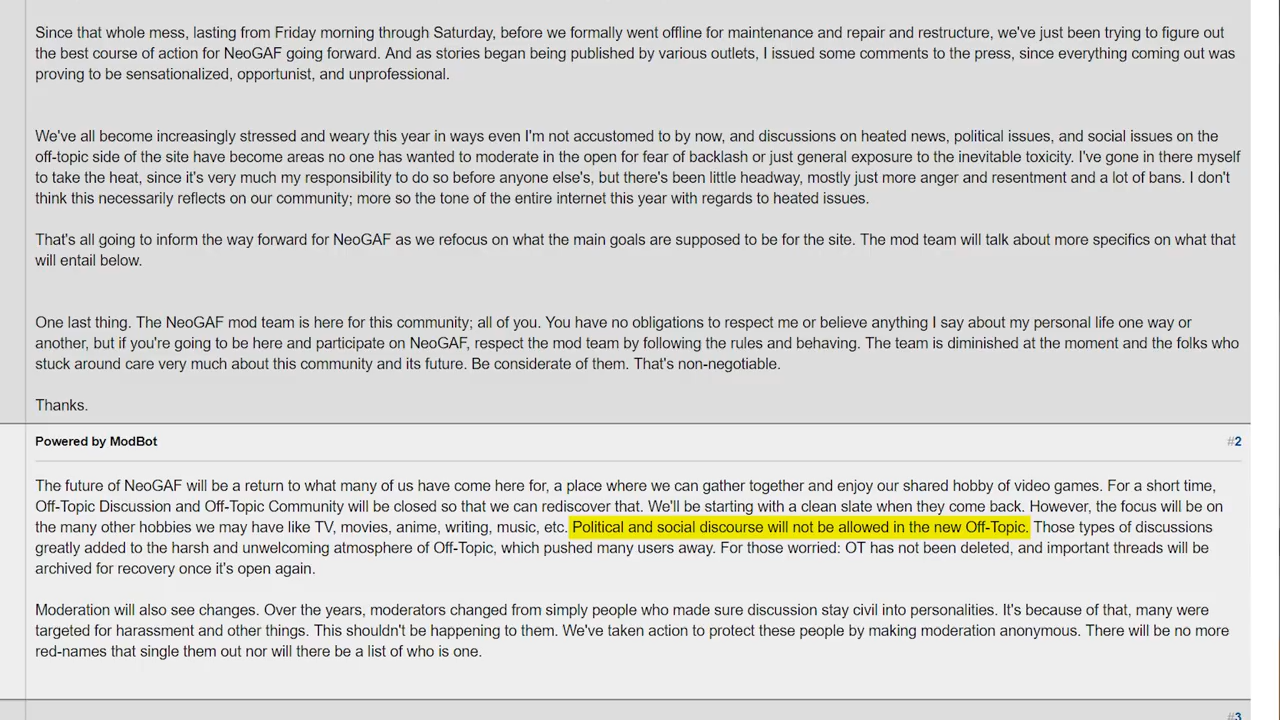 Since that whole mess, lasting from Friday morning through Saturday, before we formally went offline for maintenance and repair and restructure, we've just been trying to figure out
the best course of action for NeoGAF going forward. And as stories began being published by various outlets, I issued some comments to the press, since everything coming out was
proving to be sensationalized, opportunist, and unprofessional.
We've all become increasingly stressed and weary this year in ways even I'm not accustomed to by now, and discussions on heated news, political issues, and social issues on the
off-topic side of the site have become areas no one has wanted to moderate in the open for fear of backlash or just general exposure to the inevitable toxicity. I've gone in there myself
to take the heat, since it's very much my responsibility to do so before anyone else's, but there's been little headway, mostly just more anger and resentment and a lot of bans. I don't
think this necessarily reflects on our community; more so the tone of the entire internet this year with regards to heated issues.
That's all going to inform the way forward for NeoGAF as we refocus on what the main goals are supposed to be for the site. The mod team will talk about more specifics on what that
will entail below.
One last thing. The NeoGAF mod team is here for this community; all of you. You have no obligations to respect me or believe anything I say about my personal life one way or
another, but if you're going to be here and participate on NeoGAF, respect the mod team by following the rules and behaving. The team is diminished at the moment and the folks who
stuck around care very much about this community and its future. Be considerate of them. That's non-negotiable.
Thanks.
Powered by ModBot #2
The future of NeoGAF will be a return to what many of us have come here for, a place where we can gather together and enjoy our shared hobby of video games. For a short time,
Off-Topic Discussion and Off-Topic Community will be closed so that we can rediscover that. We'll be starting with a clean slate when they come back. However, the focus will be on
the many other hobbies we may have like TV, movies, anime, writing, music, etc. Political and social discourse will not be allowed in the new Off-Topic. Those types of discussions
greatly added to the harsh and unwelcoming atmosphere of Off-Topic, which pushed many users away. For those worried: OT has not been deleted, and important threads will be
archived for recovery once it's open again.
Moderation will also see changes. Over the years, moderators changed from simply people who made sure discussion stay civil into personalities. It's because of that, many were
targeted for harassment and other things. This shouldn't be happening to them. We've taken action to protect these people by making moderation anonymous. There will be no more
red-names that single them out nor will there be a list of who is one.
#3